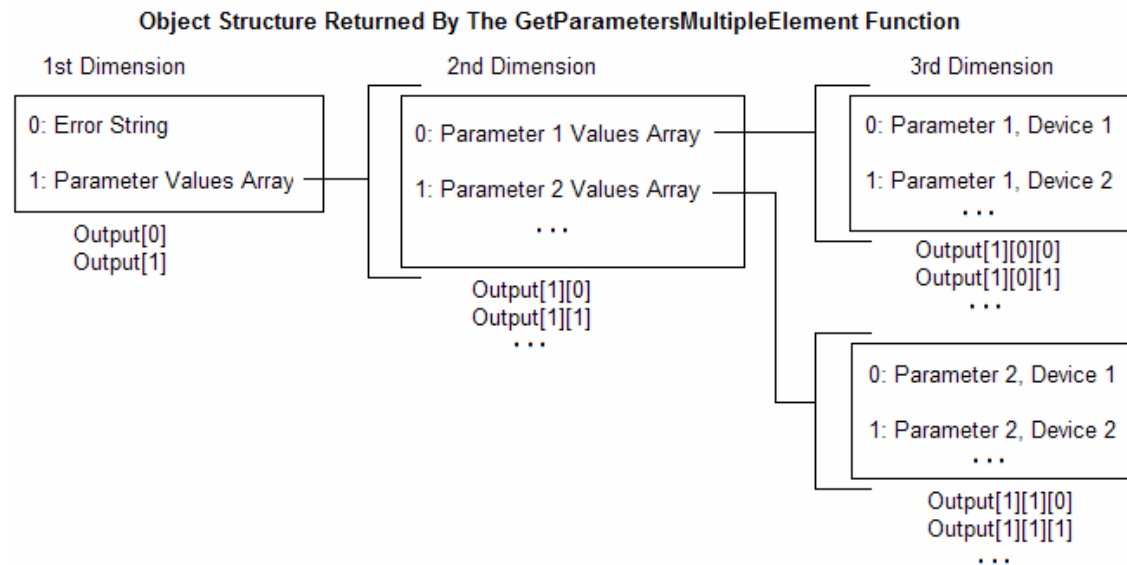 Object Structure Returned By The GetParametersMultipleElement Function
1st Dimension
0: Error String
1: Parameter Values Array
Output[0]
Output[1]
2nd Dimension
0: Parameter 1 Values Array
1: Parameter 2 Values Array
...
Output[1][0]
Output[1][1]
...
3rd Dimension
0: Parameter 1, Device 1
1: Parameter 1, Device 2
...
Output[1][0][0]
Output[1][0][1]
...
0: Parameter 2, Device 1
1: Parameter 2, Device 2
...
Output[1][1][0]
Output[1][1][1]
...